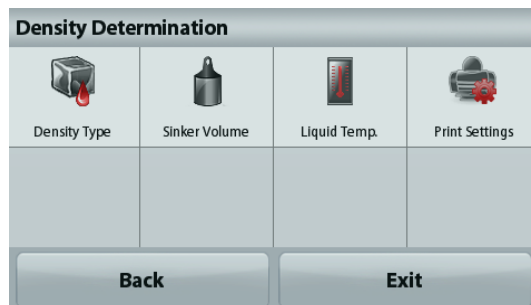 Density Determination
Density Type
Sinker Volume
Liquid Temp.
Print Settings
Back
Exit